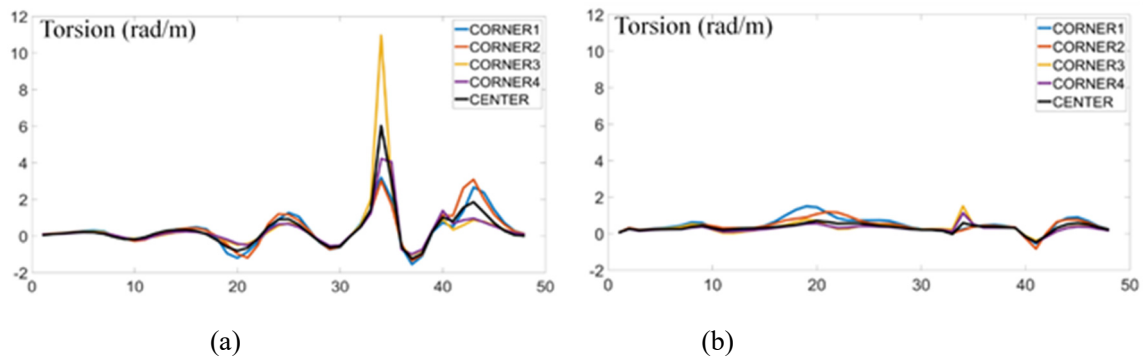 Torsion (rad/m)
12
10
8
6
4
2
0
-2
0
10
20
30
40
50
CORNER1
CORNER2
CORNER3
CORNER4
CENTER
(a)
Torsion (rad/m)
12
10
8
6
4
2
0
-2
0
10
20
30
40
50
CORNER1
CORNER2
CORNER3
CORNER4
CENTER
(b)